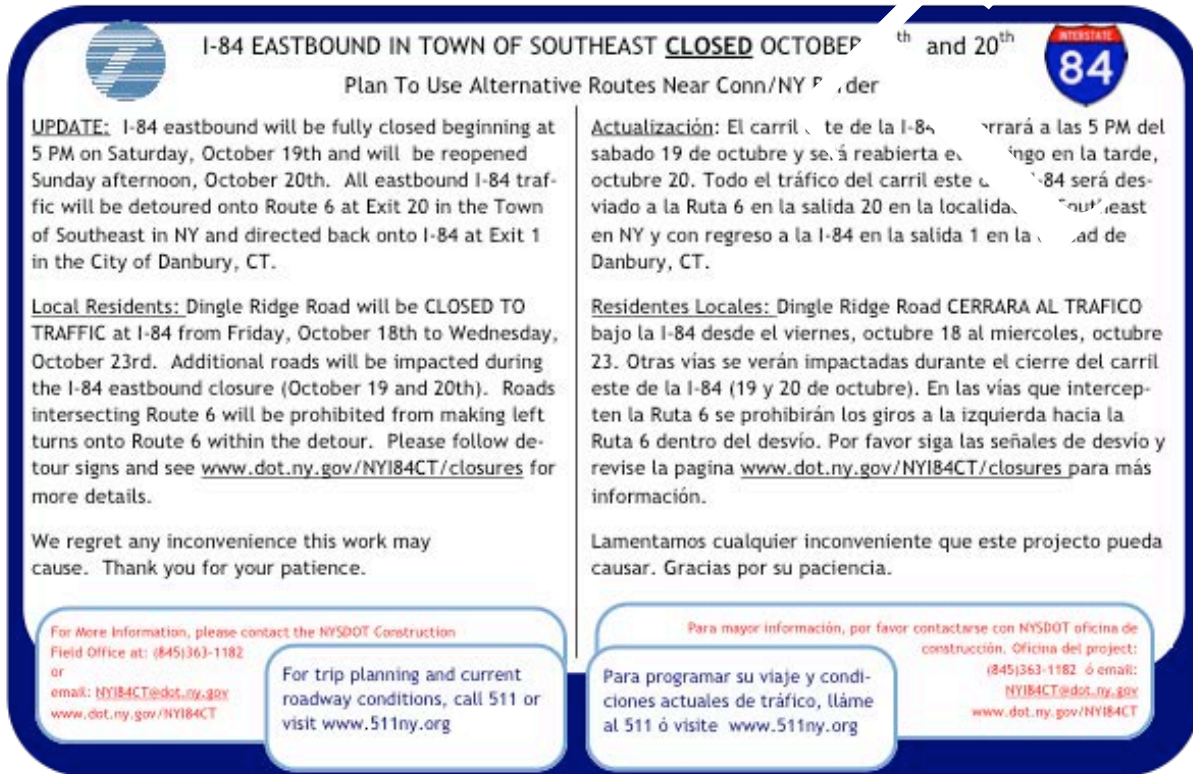 I-84 EASTBOUND IN TOWN OF SOUTHEAST CLOSED OCTOBER th and 20th
INTERSTATE
84
Plan To Use Alternative Routes Near Conn/NY
UPDATE: I-84 eastbound will be fully closed beginning at
5 PM on Saturday, October 19th and will be reopened
Sunday afternoon, October 20th. All eastbound I-84 traf-
fic will be detoured onto Route 6 at Exit 20 in the Town
of Southeast in NY and directed back onto I-84 at Exit 1
in the City of Danbury, CT.
Local Residents: Dingle Ridge Road will be CLOSED TO
TRAFFIC at I-84 from Friday, October 18th to Wednesday,
October 23rd. Additional roads will be impacted during
the I-84 eastbound closure (October 19 and 20th). Roads
intersecting Route 6 will be prohibited from making left
turns onto Route 6 within the detour. Please follow de-
tour signs and see www.dot.ny.gov/NYI84CT/closures for
more details.
We regret any inconvenience this work may
cause. Thank you for your patience.
Actualización: El carril de la a las 5 PM del
sabado 19 de octubre y será reabierta en la tarde,
octubre 20. Todo el tráfico del carril este será des-
viado a la Ruta 6 en la salida 20 en la Southeast
en NY y con regreso a la I-84 en la salida 1 en la de
Danbury, CT.
Residentes Locales: Dingle Ridge Road CERRARA AL TRAFICO
bajo la I-84 desde el viernes, octubre 18 al miercoles, octubre
23. Otras vías se verán impactadas durante el cierre del carril
este de la I-84 (19 y 20 de octubre). En las vías que intercep-
ten la Ruta 6 se prohibirán los giros a la izquierda hacia la
Ruta 6 dentro del desvío. Por favor siga las señales de desvío y
revise la pagina www.dot.ny.gov/NYI84CT/closures para más
información.
Lamentamos cualquier inconveniente que este projecto pueda
causar. Gracias por su paciencia.
For More Information, please contact the NYSDOT Construction
Field Office at: (845)363-1182
or
email: NYI84CT@dot.ny.gov
www.dot.ny.gov/NYI84CT
For trip planning and current
roadway conditions, call 511 or
visit www.511ny.org
Para mayor información, por favor contactarse con NYSDOT oficina de
construcción. Oficina del project:
(845)363-1182 ó email:
NYI84CT@dot.ny.gov
www.dot.ny.gov/NYI84CT
Para programar su viaje y condi-
ciones actuales de tráfico, lláme
al 511 ó visite www.511ny.org